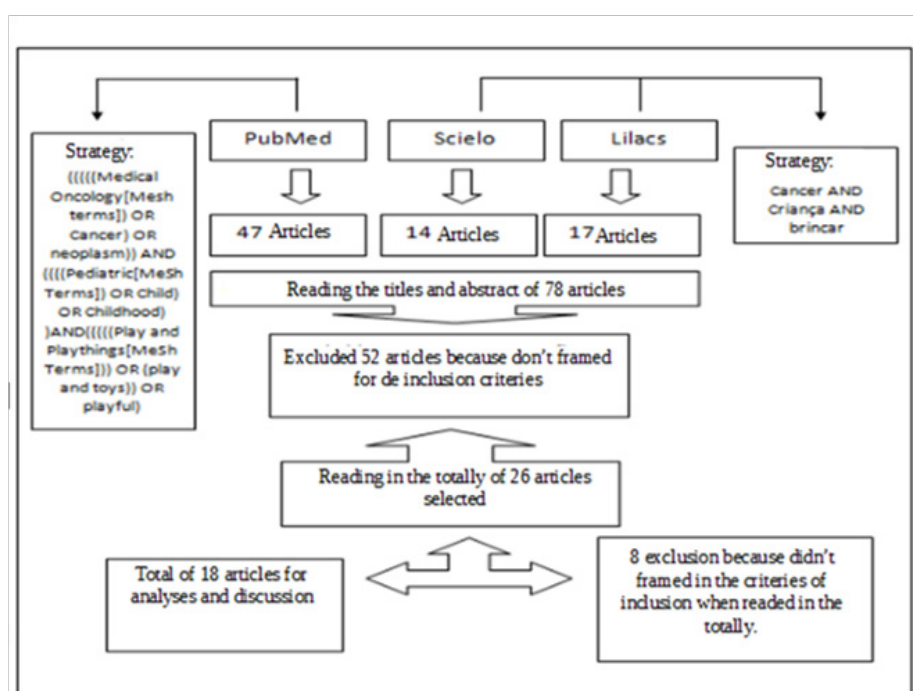 Strategy:
(((((Medical
Oncology[Mesh
terms]) OR
Cancer) OR
neoplasm)) AND
((((Pediatric[MeSh
Terms]) OR Child)
OR Childhood)
)AND(((((Play and
Playthings[MeSh
Terms])) OR (play
and toys)) OR
playful)
PubMed
Scielo
Lilacs
Strategy:
Cancer AND
Criança AND
brincar
47 Articles
14 Articles
17 Articles
Reading the titles and abstract of 78 articles
Excluded 52 articles because don't framed
for de inclusion criteries
Reading in the totally of 26 articles
selected
Total of 18 articles for
analyses and discussion
8 exclusion because didn't
framed in the criteries of
inclusion when readed in the
totally.